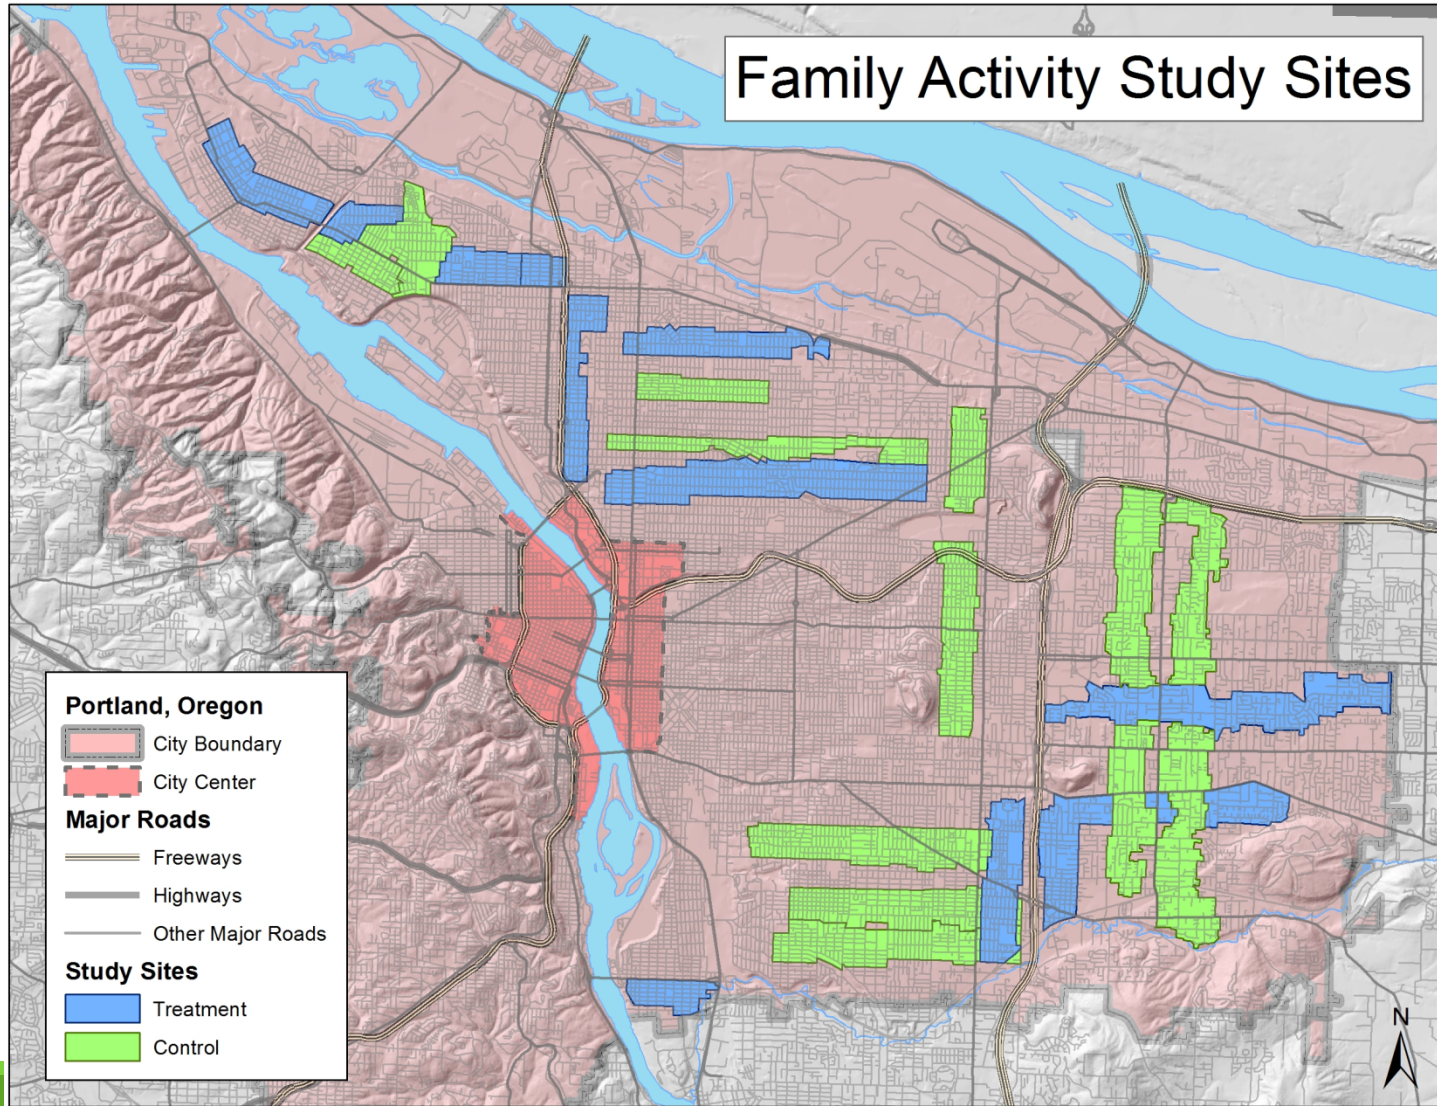 Family Activity Study Sites
Portland, Oregon
City Boundary
City Center
Major Roads
Freeways
Highways
Other Major Roads
Study Sites
Treatment
Control
N